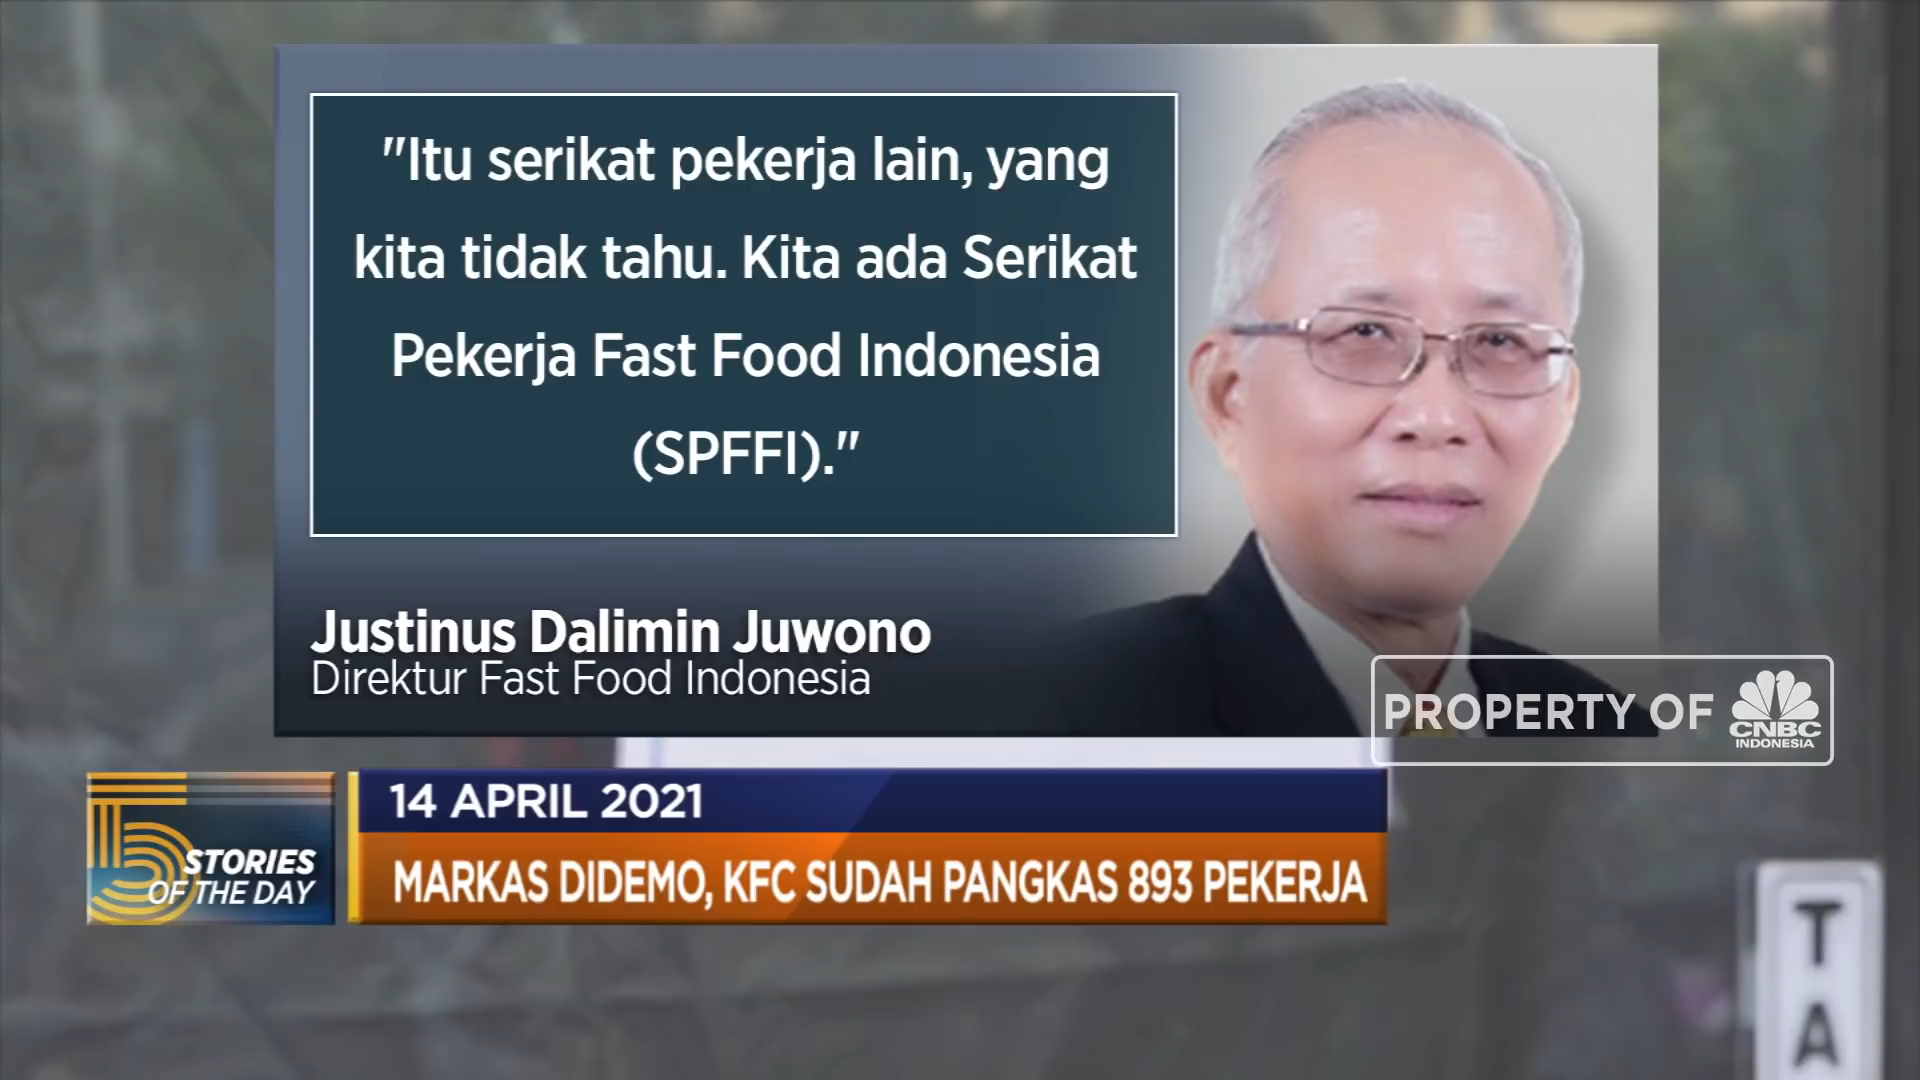 "Itu serikat pekerja lain, yang
kita tidak tahu. Kita ada Serikat
Pekerja Fast Food Indonesia
(SPFFI)."
Justinus Dalimin Juwono
Direktur Fast Food Indonesia
PROPERTY OF CNBC
INDONESIA
14 APRIL 2021
5 STORIES
OF THE DAY
MARKAS DIDEMO, KFC SUDAH PANGKAS 893 PEKERJA
T
A